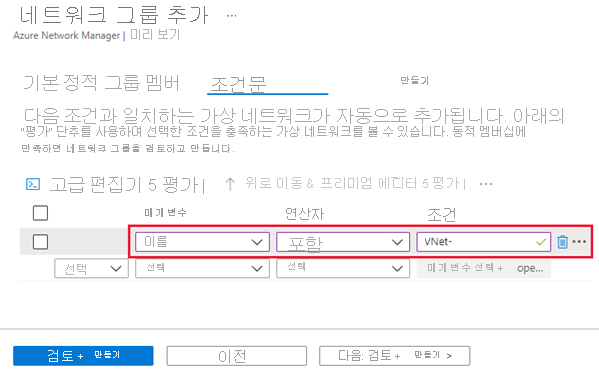 네트워크 그룹 추가 ...
Azure Network Manager | 미리 보기
기본 정적 그룹 멤버 조건문 만들기
다음 조건과 일치하는 가상 네트워크가 자동으로 추가됩니다. 아래의
"평가" 단추를 사용하여 선택한 조건을 충족하는 가상 네트워크를 볼 수 있습니다. 동적 멤버십에
만족하면 네트워크 그룹을 검토하고 만듭니다.
고급 편집기 5 평가 | ↑ 위로 이동 & 프리미엄 에디터 5 평가 | ...
매개 변수 연산자 조건
이름 포함 VNet- ...
선택 선택 선택 매개 변수 선택 + ope...
검토 + 만들기 이전 다음: 검토 + 만들기 >